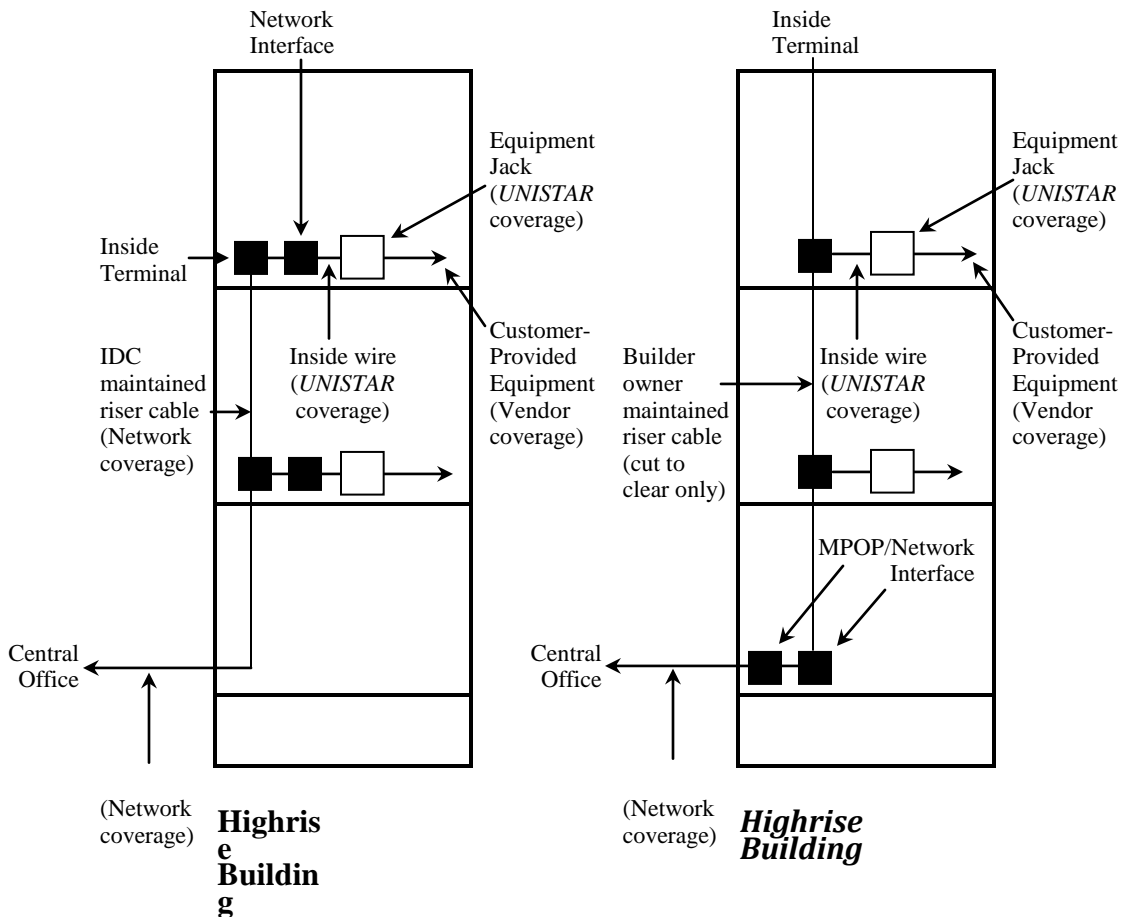 Network
Interface
Equipment
Jack
(UNISTAR
coverage)
Inside
Terminal
IDC
maintained
riser cable
(Network
coverage)
Inside wire
(UNISTAR
coverage)
Customer-
Provided
Equipment
(Vendor
coverage)
Central
Office
(Network
coverage)
Highris
e
Buildin
g
Inside
Terminal
Equipment
Jack
(UNISTAR
coverage)
Builder
owner
maintained
riser cable
(cut to
clear only)
Inside wire
(UNISTAR
coverage)
Customer-
Provided
Equipment
(Vendor
coverage)
MPOP/Network
Interface
Central
Office
(Network
coverage)
Highrise
Building